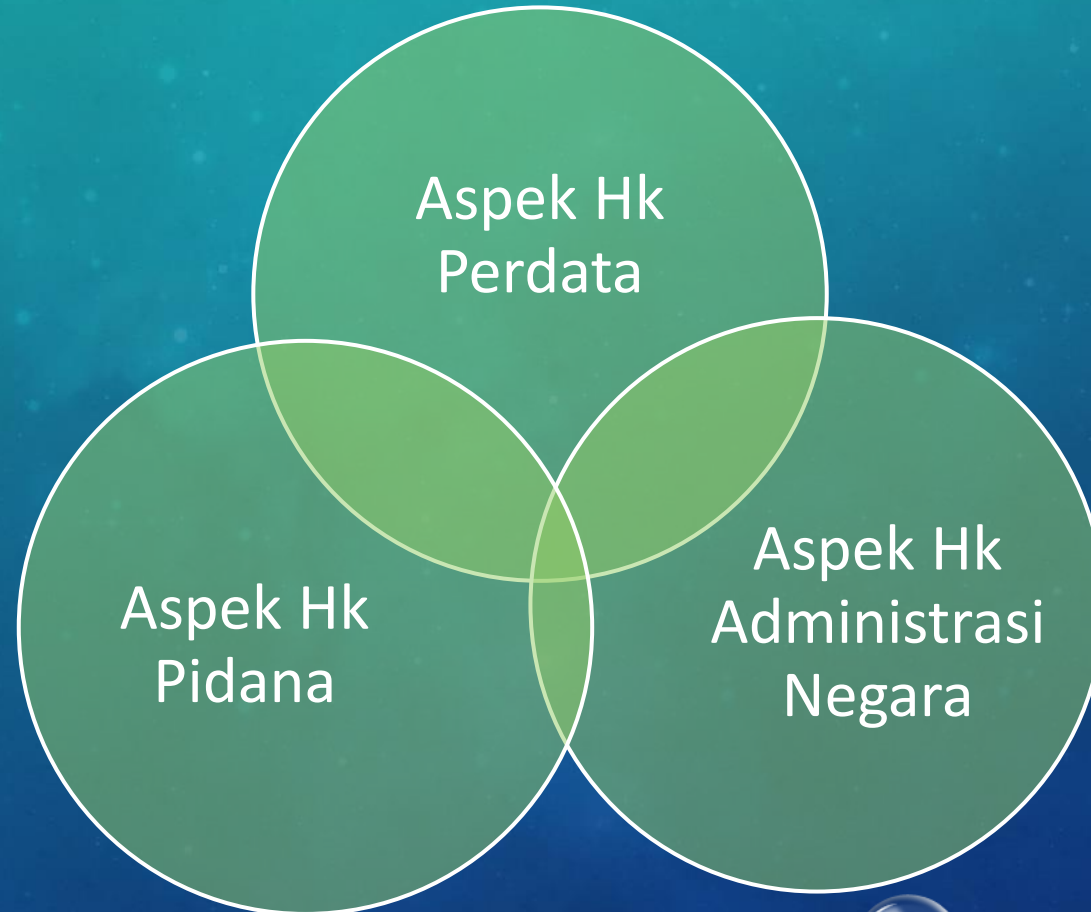 Aspek Hk
Perdata
Aspek Hk
Pidana
Aspek Hk
Administrasi
Negara